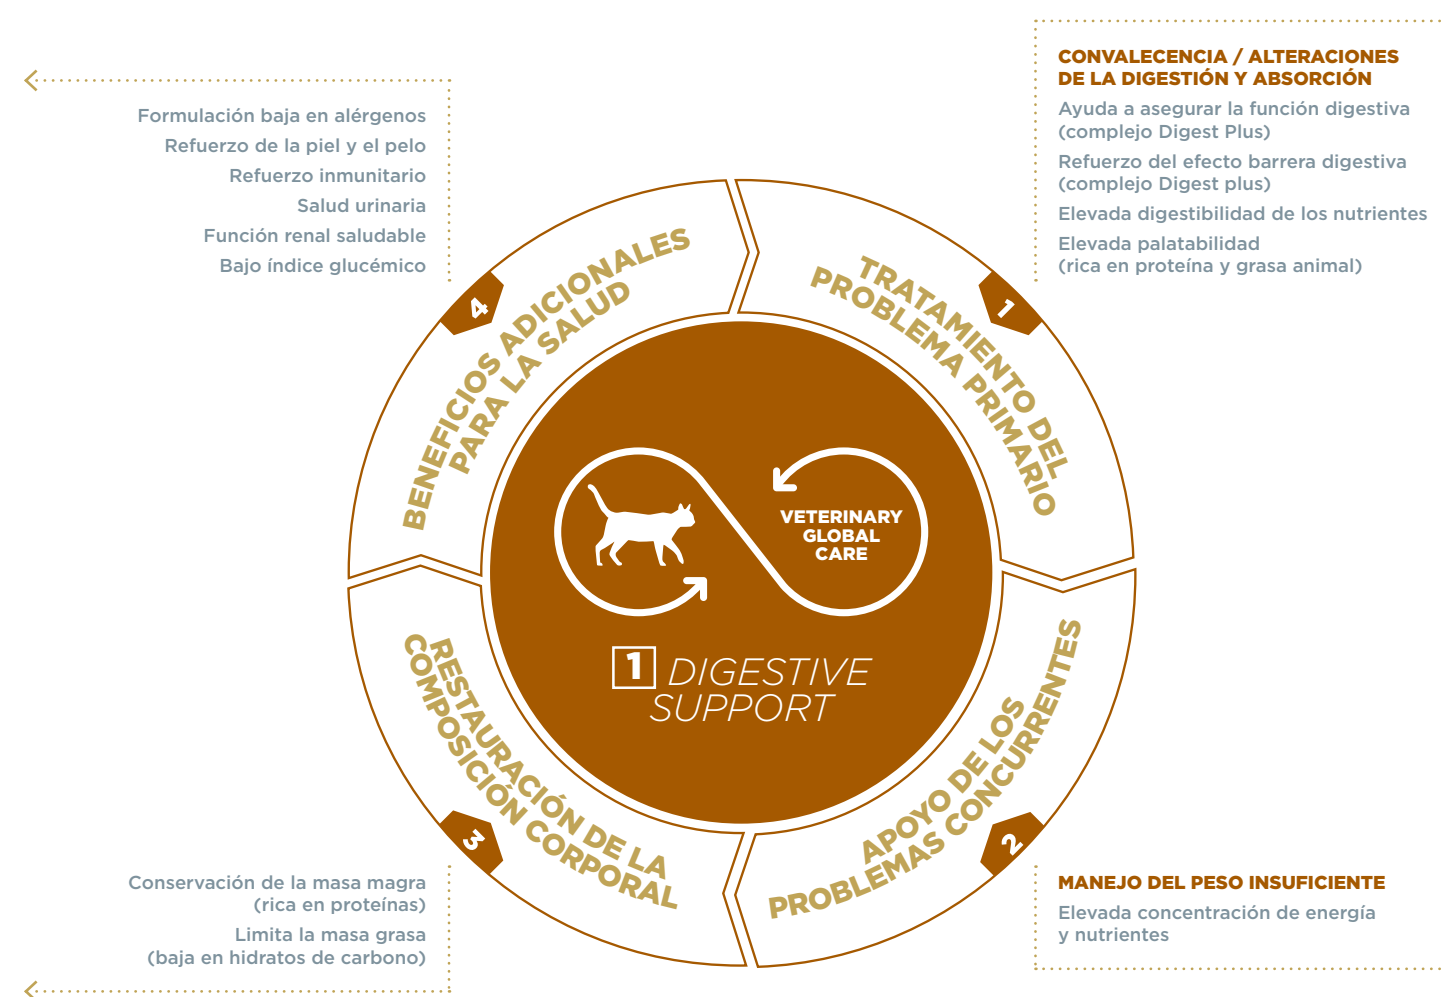 CONVALECENCIA / ALTERACIONES
DE LA DIGESTIÓN Y ABSORCIÓN
Ayuda a asegurar la función digestiva
(complejo Digest Plus)
Refuerzo del efecto barrera digestiva
(complejo Digest plus)
Elevada digestibilidad de los nutrientes
Elevada palatabilidad
(rica en proteína y grasa animal)
Formulación baja en alérgenos
Refuerzo de la piel y el pelo
Refuerzo inmunitario
Salud urinaria
Función renal saludable
Bajo índice glucémico
4
BENEFICIOS ADICIONALES
PARA LA SALUD
1
TRATAMIENTO DEL
PROBLEMA PRIMARIO
VETERINARY
GLOBAL
CARE
1 DIGESTIVE
SUPPORT
3
RESTAURACIÓN DE LA
COMPOSICIÓN CORPORAL
2
APOYO DE LOS
PROBLEMAS CONCURRENTES
Conservación de la masa magra
(rica en proteínas)
Limita la masa grasa
(baja en hidratos de carbono)
MANEJO DEL PESO INSUFICIENTE
Elevada concentración de energía
y nutrientes